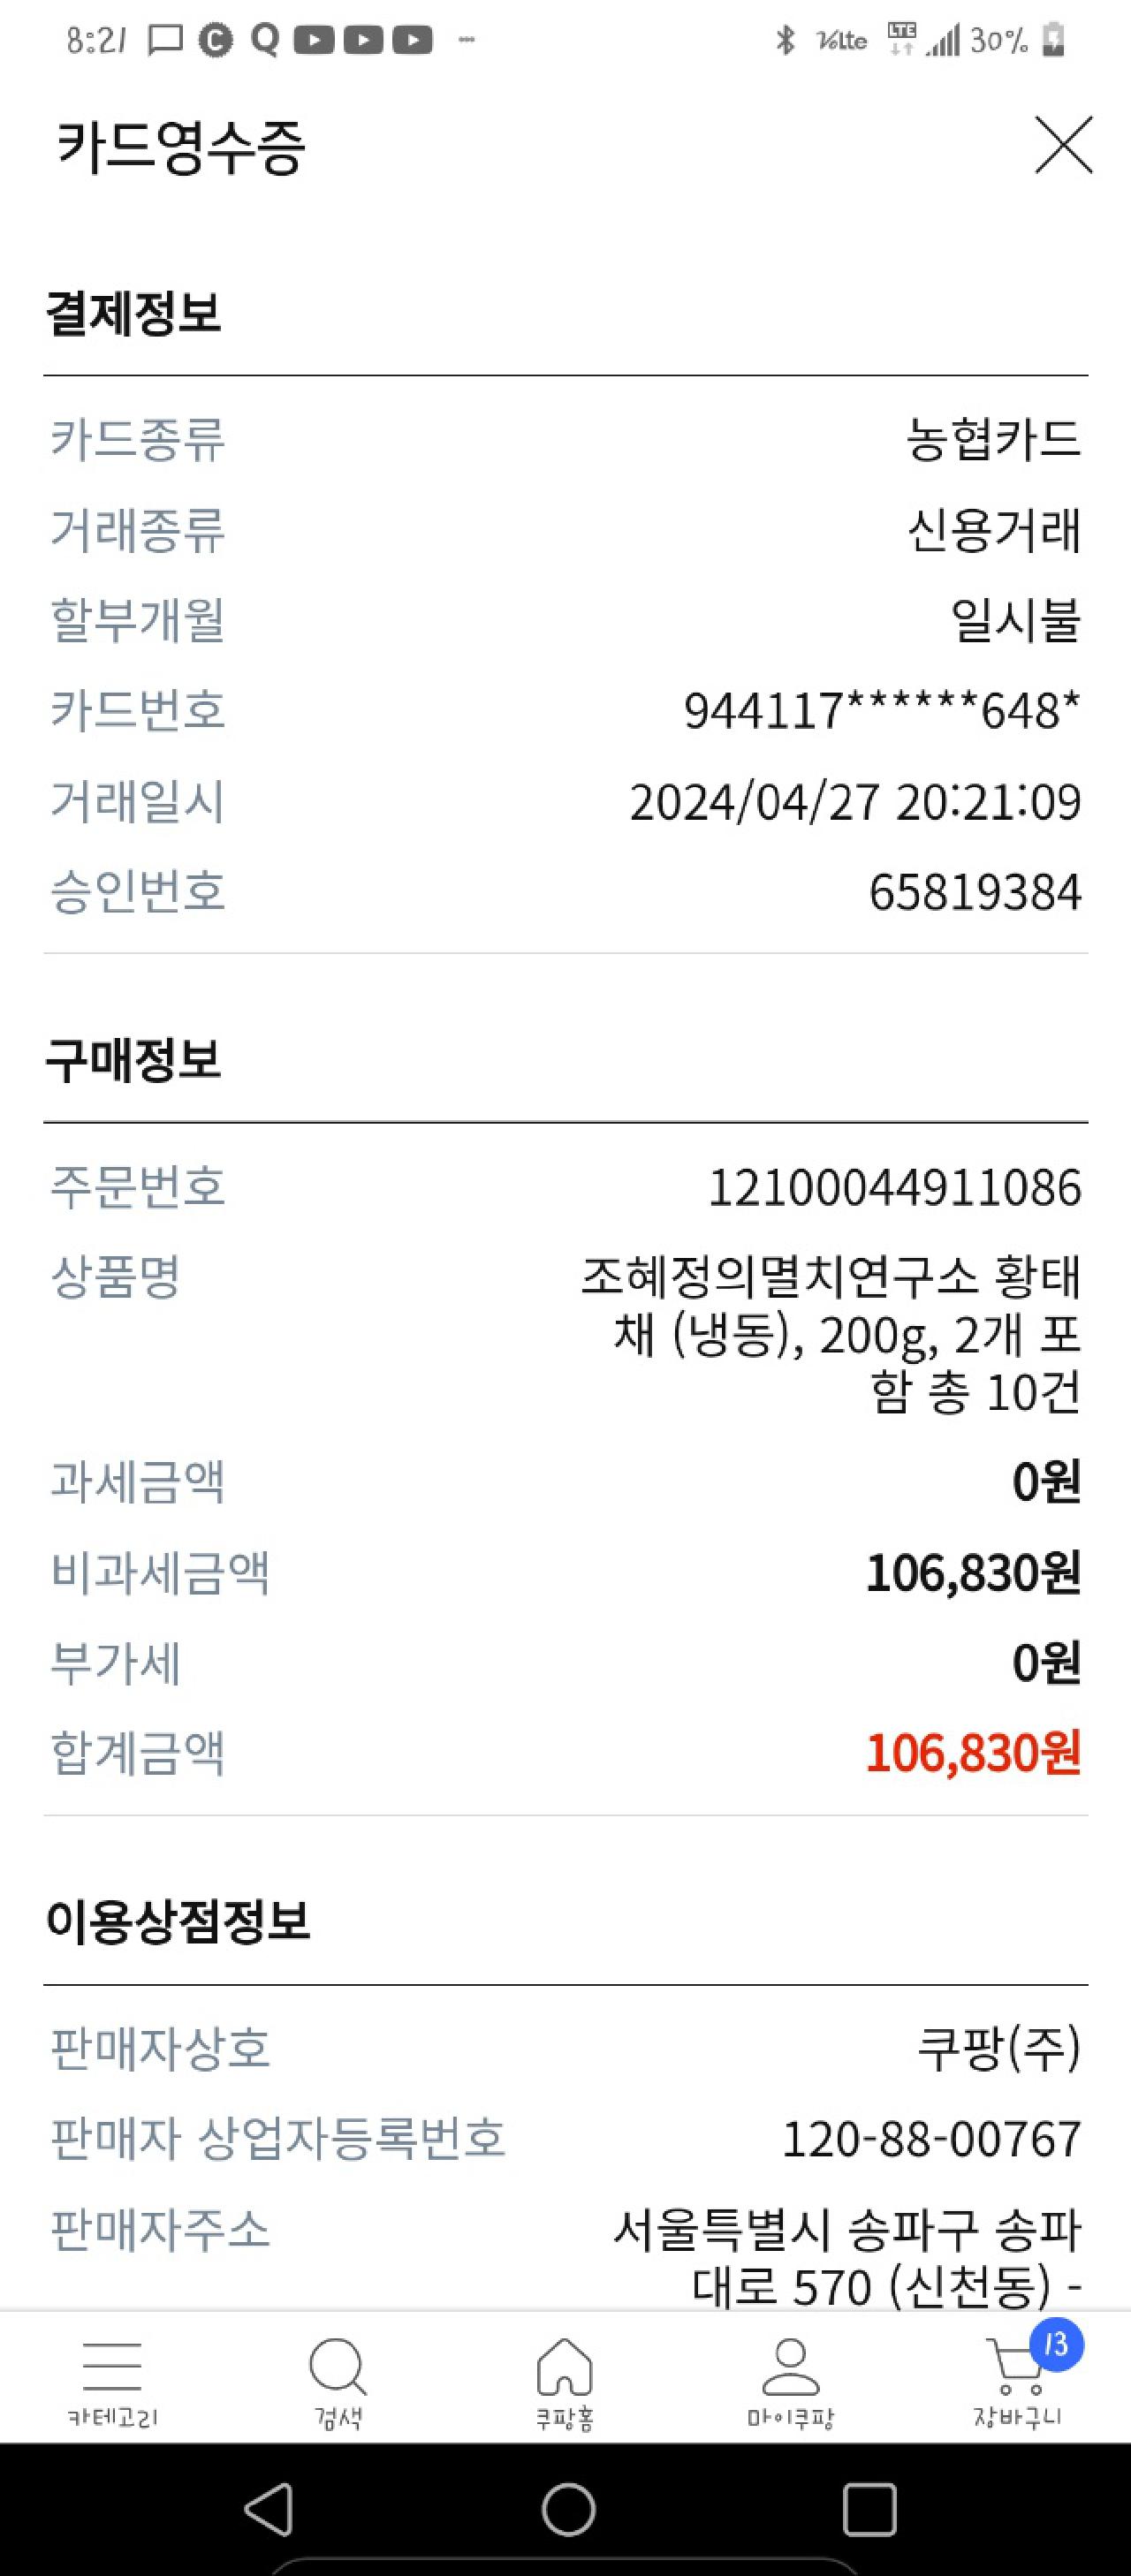 8:21
Volte LTE 30%
카드영수증
결제정보
카드종류 농협카드
거래종류 신용거래
할부개월 일시불
카드번호 944117******648*
거래일시 2024/04/27 20:21:09
승인번호 65819384
구매정보
주문번호 12100044911086
상품명 조혜정의멸치연구소 황태
채 (냉동), 200g, 2개 포
함 총 10건
과세금액 0원
비과세금액 106,830원
부가세 0원
합계금액 106,830원
이용상점정보
판매자상호 쿠팡(주)
판매자 상업자등록번호 120-88-00767
판매자주소 서울특별시 송파구 송파
대로 570 (신천동) -
13
카테고리 검색 쿠팡홈 마이쿠팡 장바구니